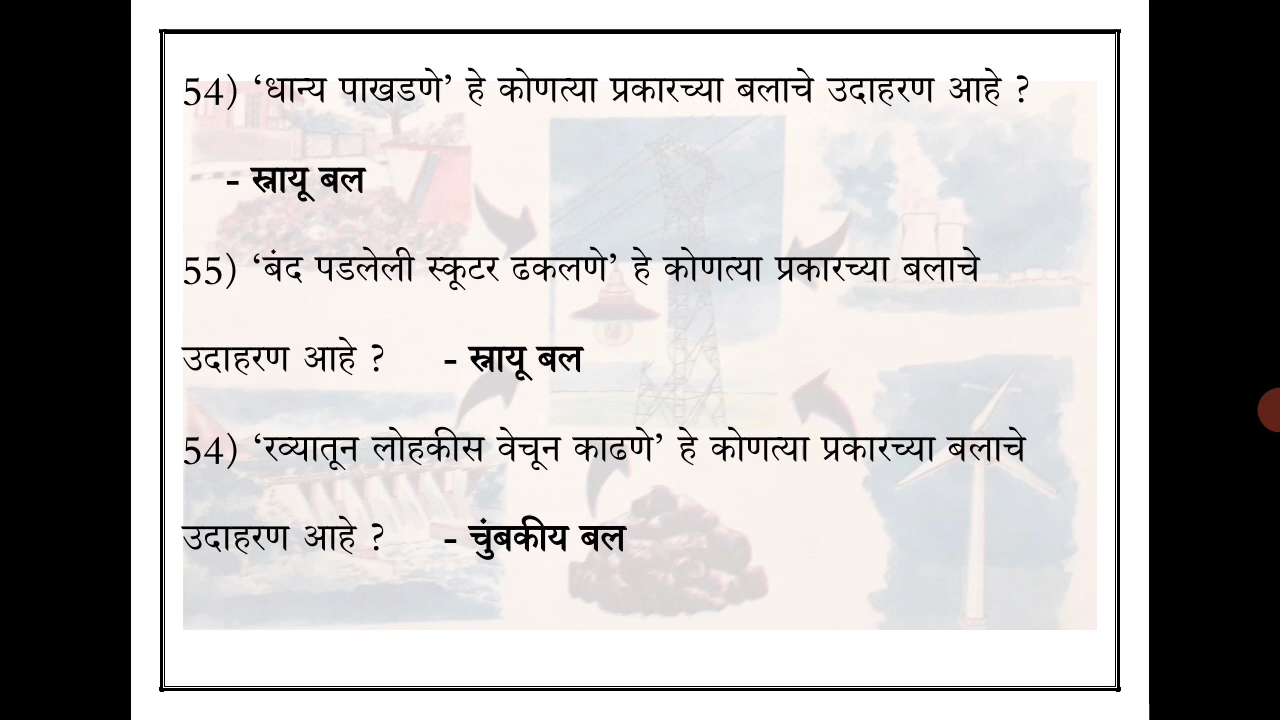 54) ‘धान्य पाखडणे’ हे कोणत्या प्रकारच्या बलाचे उदाहरण आहे ?
- स्नायू बल
55) ‘बंद पडलेली स्कूटर ढकलणे’ हे कोणत्या प्रकारच्या बलाचे
उदाहरण आहे ? - स्नायू बल
54) ‘रव्यातून लोहकीस वेचून काढणे’ हे कोणत्या प्रकारच्या बलाचे
उदाहरण आहे ? - चुंबकीय बल